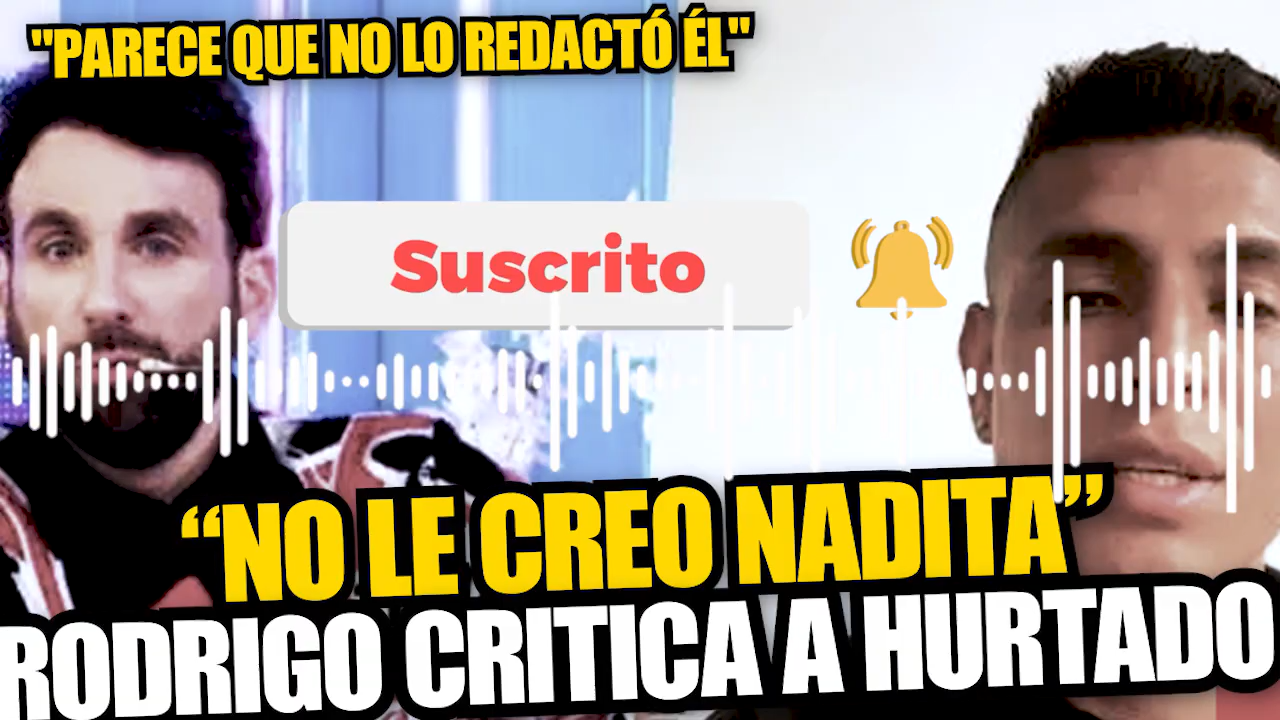 "PARECE QUE NO LO REDACTÓ ÉL"
Suscrito
“NO LE CREO NADITA”
RODRIGO CRITICA A HURTADO